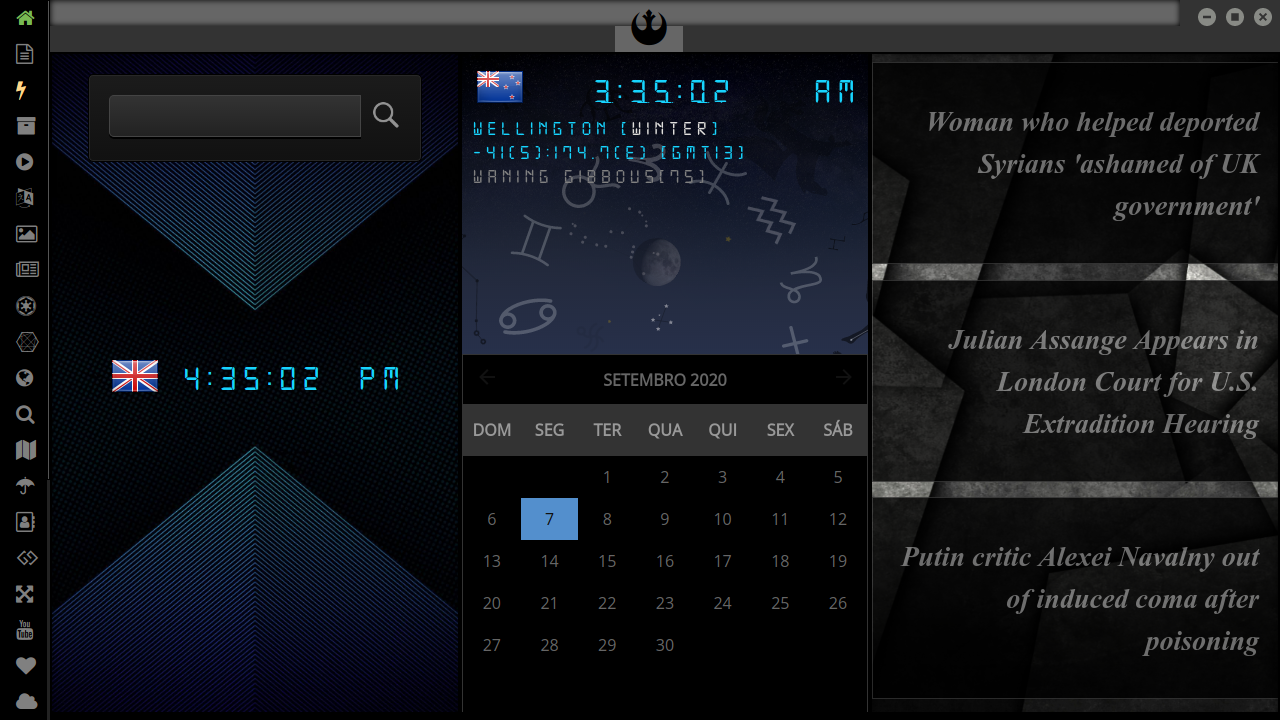 4:35:02 PM
3:35:02 AM
WELLINGTON [WINTER]
-41(S):174.7(E) [GMT13]
WANING GIBBOUS[75]
SETEMBRO 2020
DOM SEG TER QUA QUI SEX SÁB
1 2 3 4 5
6 7 8 9 10 11 12
13 14 15 16 17 18 19
20 21 22 23 24 25 26
27 28 29 30
Woman who helped deported
Syrians 'ashamed of UK
government'
Julian Assange Appears in
London Court for U.S.
Extradition Hearing
Putin critic Alexei Navalny out
of induced coma after
poisoning
You
Tube